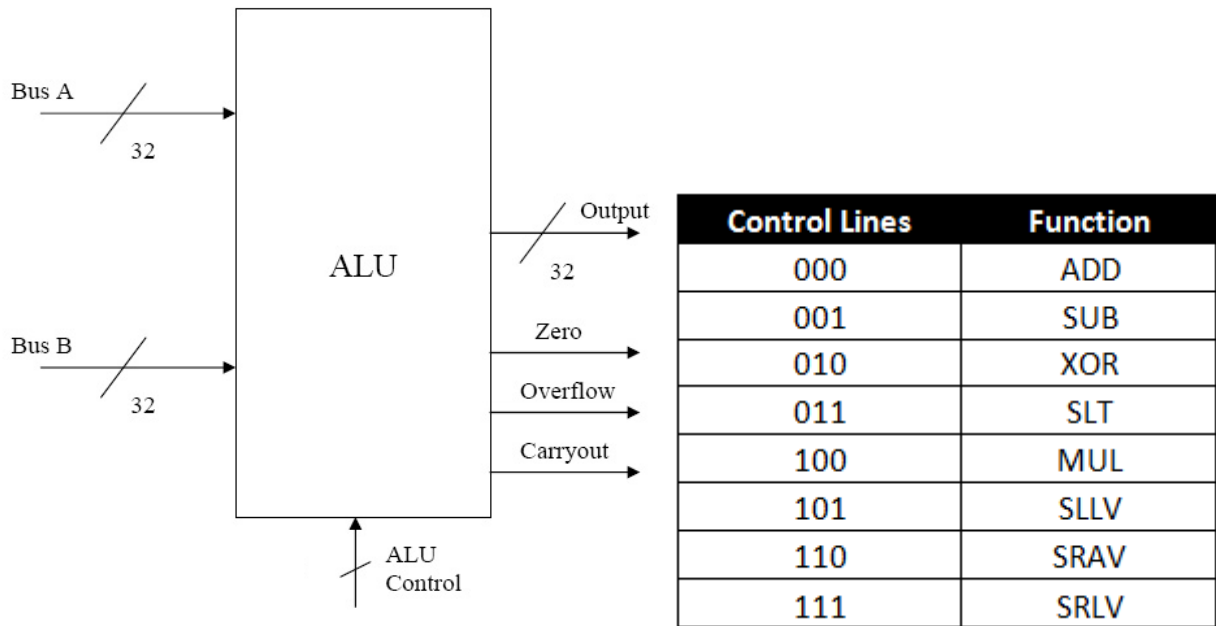 Bus A
32
Output
32
ALU
Zero
Bus B
32
Overflow
Carryout
ALU
Control
Control Lines Function
000 ADD
001 SUB
010 XOR
011 SLT
100 MUL
101 SLLV
110 SRAV
111 SRLV